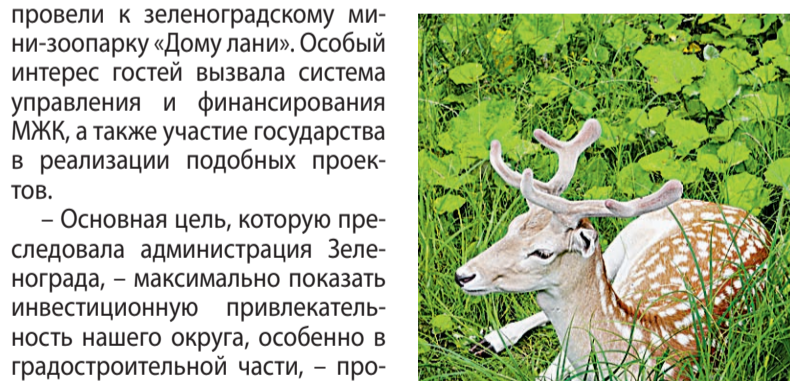 провели к зеленоградскому ми-
ни-зоопарку «Дому лани». Особый
интерес гостей вызвала система
управления и финансирования
МЖК, а также участие государства
в реализации подобных проек-
тов.
– Основная цель, которую пре-
следовала администрация Зеле-
нограда, – максимально показать
инвестиционную привлекатель-
ность нашего округа, особенно в
градостроительной части, – про-